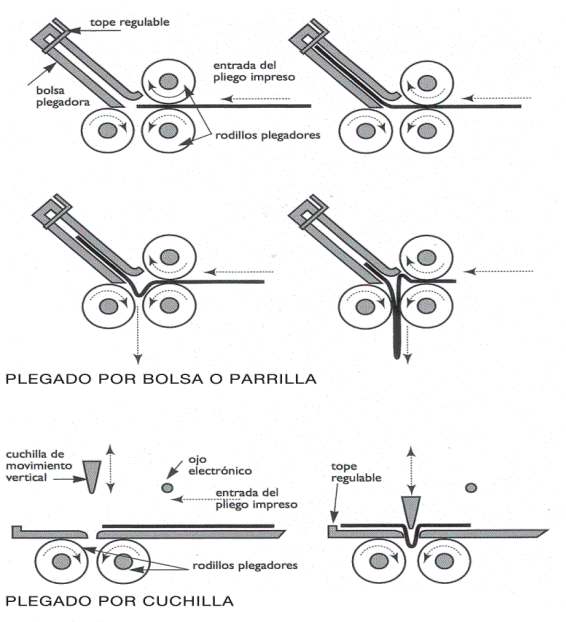 tope regulable
bolsa
plegadora
entrada del
pliego impreso
rodillos plegadores
PLEGADO POR BOLSA O PARRILLA
cuchilla de
movimiento
vertical
ojo
electrónico
entrada del
pliego impreso
tope
regulable
rodillos plegadores
PLEGADO POR CUCHILLA